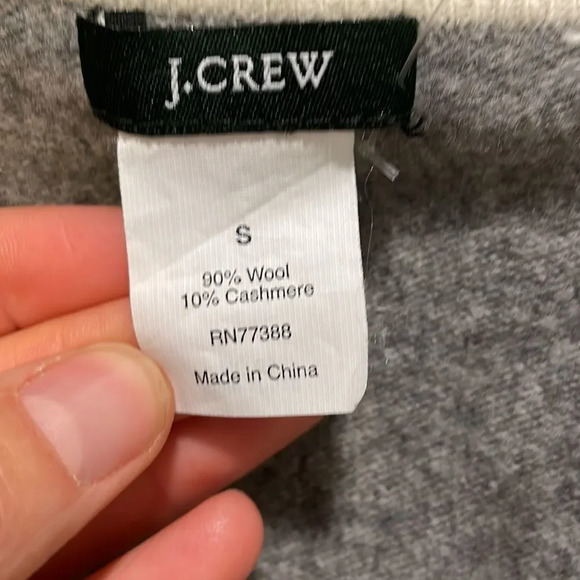 J.CREW
S
90% Wool
10% Cashmere
RN77388
Made in China